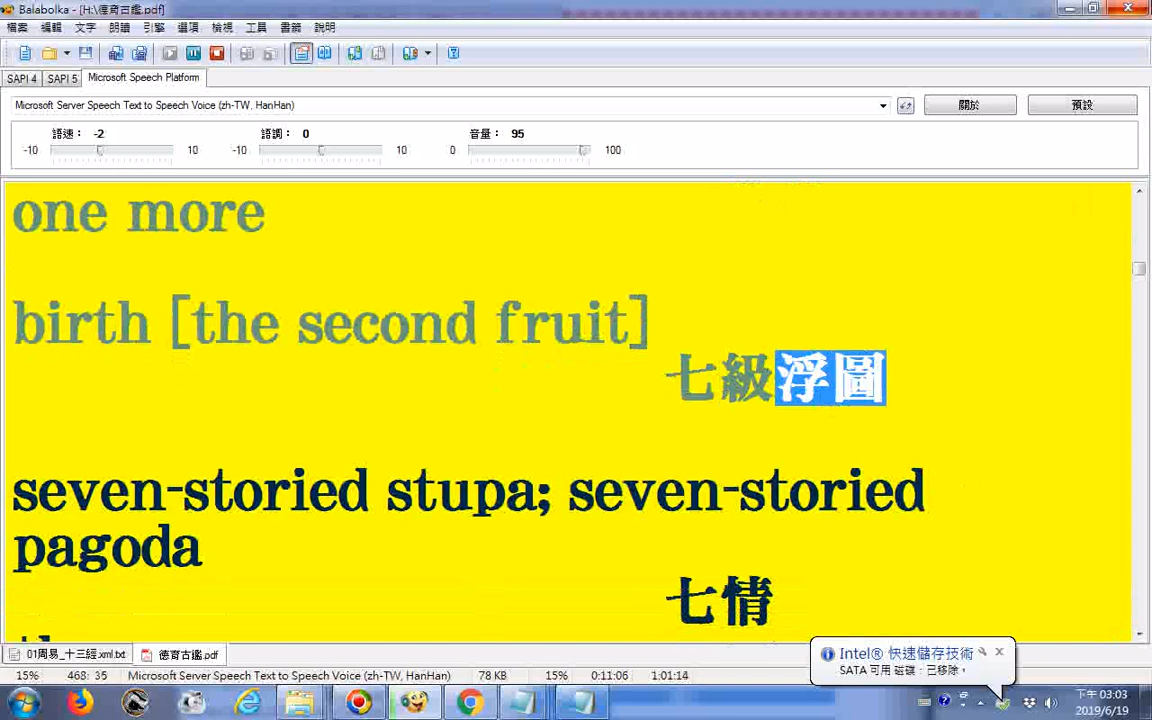 Balabolka - [H:\德育古鑑.pdf]
檔案 編輯 文字 朗讀 引擎 選項 檢視 工具 書籤 說明
SAPI 4 SAPI 5 Microsoft Speech Platform
Microsoft Server Speech Text to Speech Voice (zh-TW, HanHan) 關於 預設
語速： -2 語調： 0 音量： 95
-10 10 -10 10 0 100
one more
birth [the second fruit]
七級浮圖
seven-storied stupa; seven-storied
pagoda
七情
01周易_十三經.xml.txt 德育古鑑.pdf
Intel® 快速儲存技術
SATA 可用 磁碟：已移除。
15% 468: 35 Microsoft Server Speech Text to Speech Voice (zh-TW, HanHan) 78 KB 15% 0:11:06 1:01:14
下午 03:03
2019/6/19